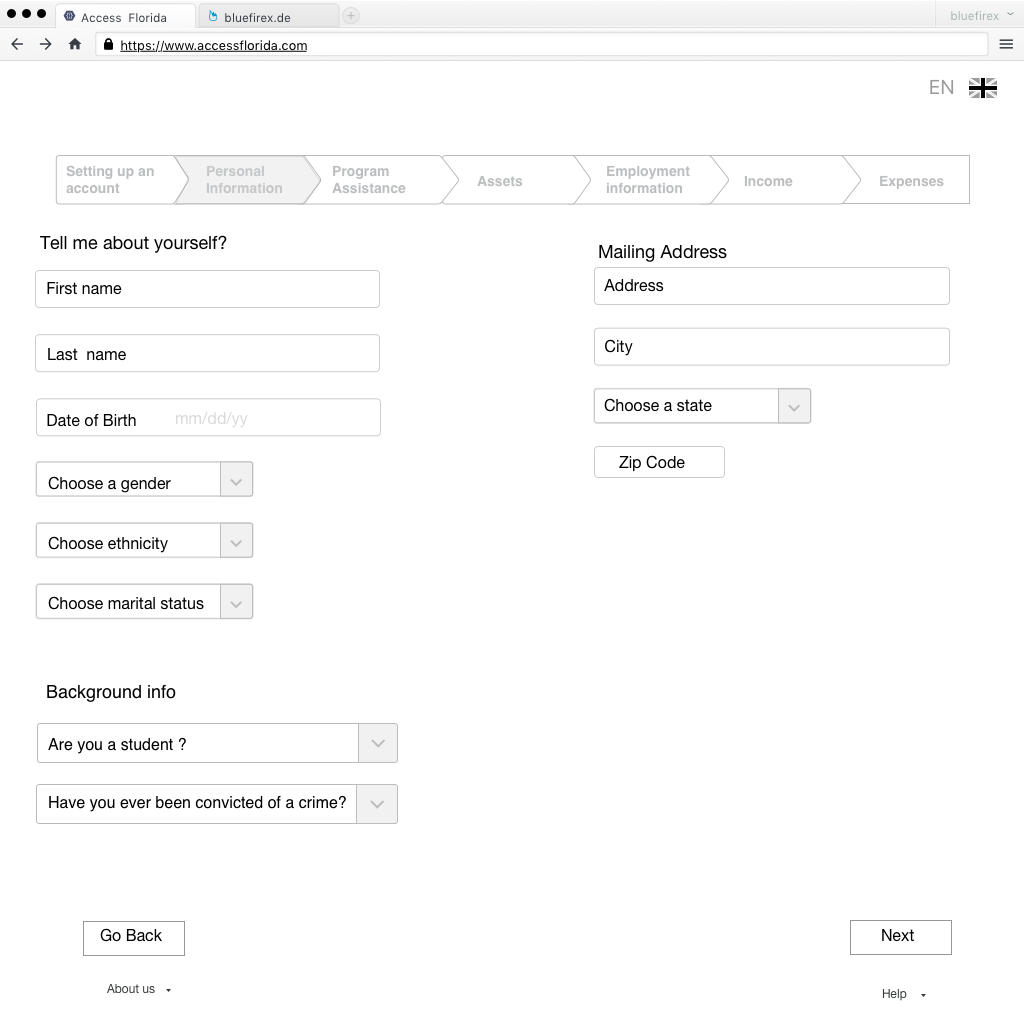 Access Florida
bluefirex.de
bluefirex
https://www.accessflorida.com
EN
Setting up an
account
Personal
Information
Program
Assistance
Assets
Employment
information
Income
Expenses
Tell me about yourself?
First name
Last name
Date of Birth mm/dd/yy
Choose a gender
Choose ethnicity
Choose marital status
Mailing Address
Address
City
Choose a state
Zip Code
Background info
Are you a student ?
Have you ever been convicted of a crime?
Go Back
Next
About us
Help